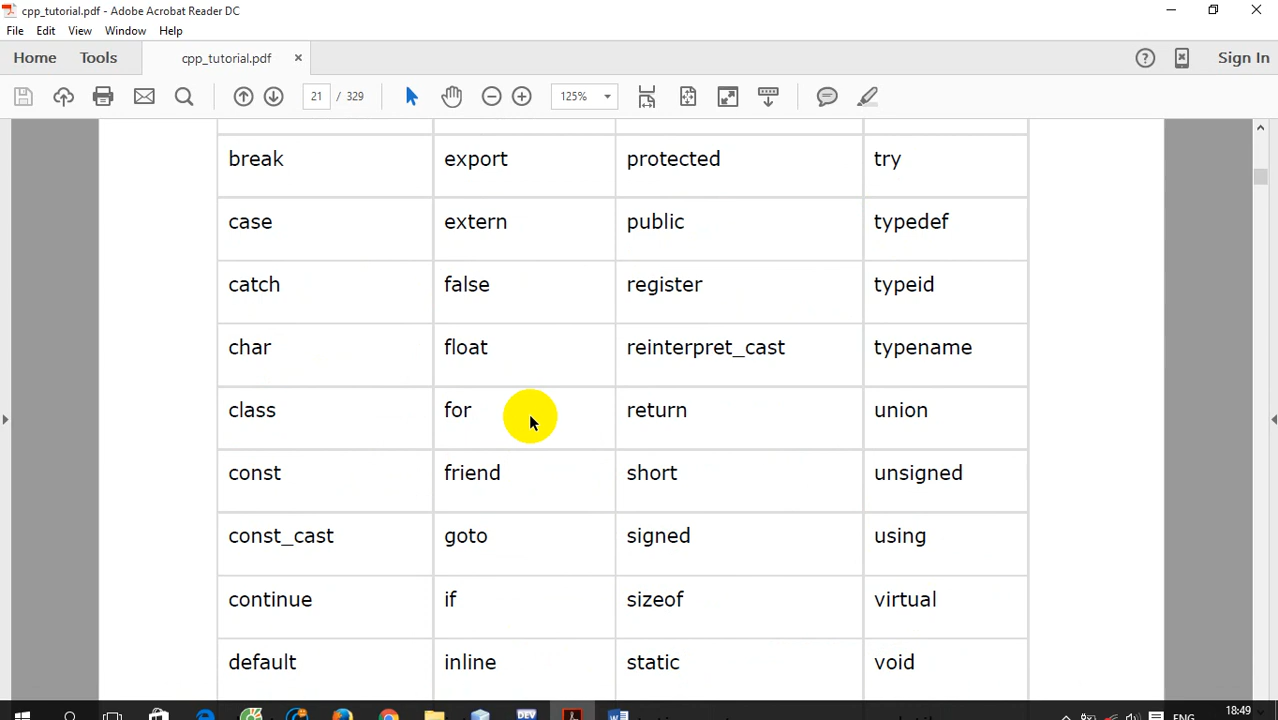 cpp_tutorial.pdf - Adobe Acrobat Reader DC
File Edit View Window Help
Home Tools cpp_tutorial.pdf × Sign In
21 / 329 125%
break export protected try
case extern public typedef
catch false register typeid
char float reinterpret_cast typename
class for return union
const friend short unsigned
const_cast goto signed using
continue if sizeof virtual
default inline static void
DEV ENG 18:49